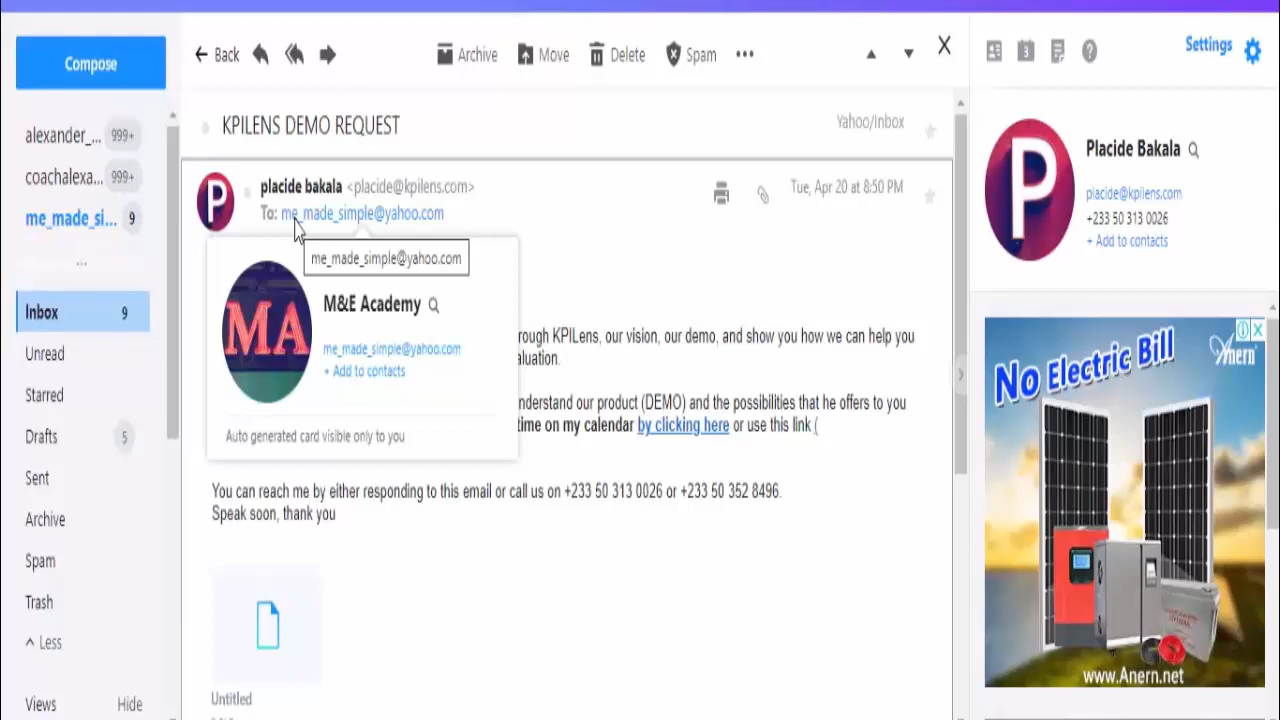 Compose
Back
Archive
Move
Delete
Spam
Settings
alexander_... 999+
coachalexa... 999+
me_made_si... 9
...
Inbox 9
Unread
Starred
Drafts 5
Sent
Archive
Spam
Trash
Less
Views Hide
KPILENS DEMO REQUEST
Yahoo/Inbox
P
placide bakala <placide@kpilens.com>
Tue, Apr 20 at 8:50 PM
To: me_made_simple@yahoo.com
me_made_simple@yahoo.com
MA
M&E Academy
me_made_simple@yahoo.com
+ Add to contacts
Auto generated card visible only to you
rough KPILens, our vision, our demo, and show you how we can help you
aluation.
nderstand our product (DEMO) and the possibilities that he offers to you
time on my calendar by clicking here or use this link (
You can reach me by either responding to this email or call us on +233 50 313 0026 or +233 50 352 8496.
Speak soon, thank you
Untitled
3
P
Placide Bakala
placide@kpilens.com
+233 50 313 0026
+ Add to contacts
No Electric Bill
Anern
www.Anern.net